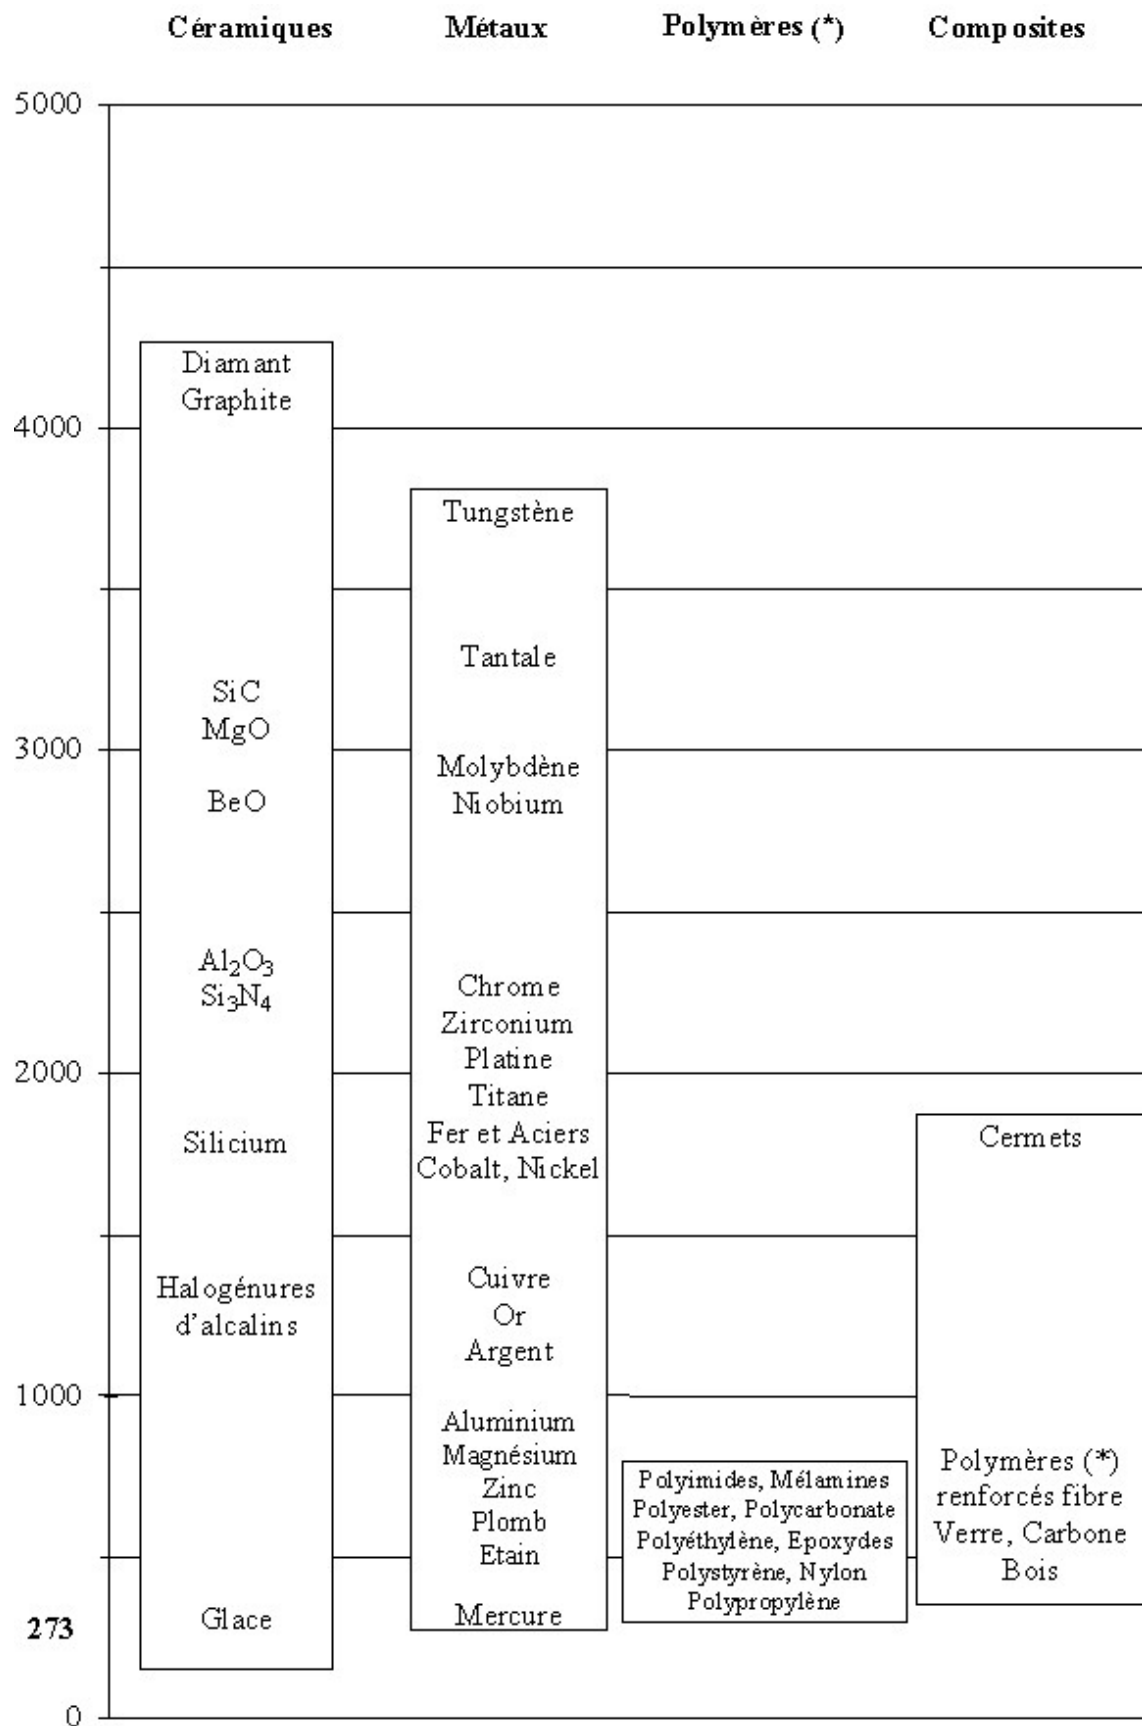 Céramiques Métaux Polymères (*) Composites
5000
4000
3000
2000
1000
273
0
Diamant
Graphite
SiC
MgO
BeO
Al₂O₃
Si₃N₄
Silicium
Halogénures
d'alcalins
Glace
Tungstène
Tantale
Molybdène
Niobium
Chrome
Zirconium
Platine
Titane
Fer et Aciers
Cobalt, Nickel
Cuivre
Or
Argent
Aluminium
Magnésium
Zinc
Plomb
Etain
Mercure
Polyimides, Mélamines
Polyester, Polycarbonate
Polyéthylène, Epoxydes
Polystyrène, Nylon
Polypropylène
Cermets
Polymères (*)
renforcés fibre
Verre, Carbone
Bois